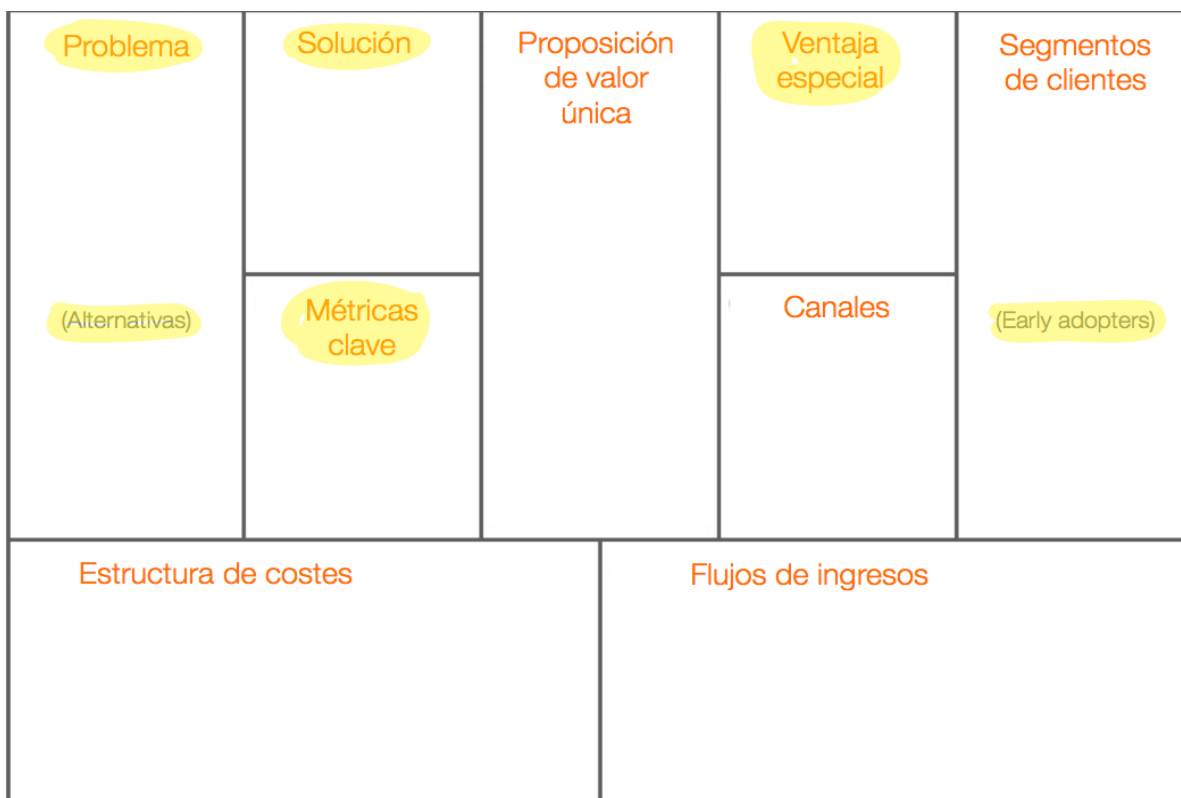 Problema
(Alternativas)
Solución
Métricas
clave
Proposición
de valor
única
Ventaja
especial
Canales
Segmentos
de clientes
(Early adopters)
Estructura de costes
Flujos de ingresos